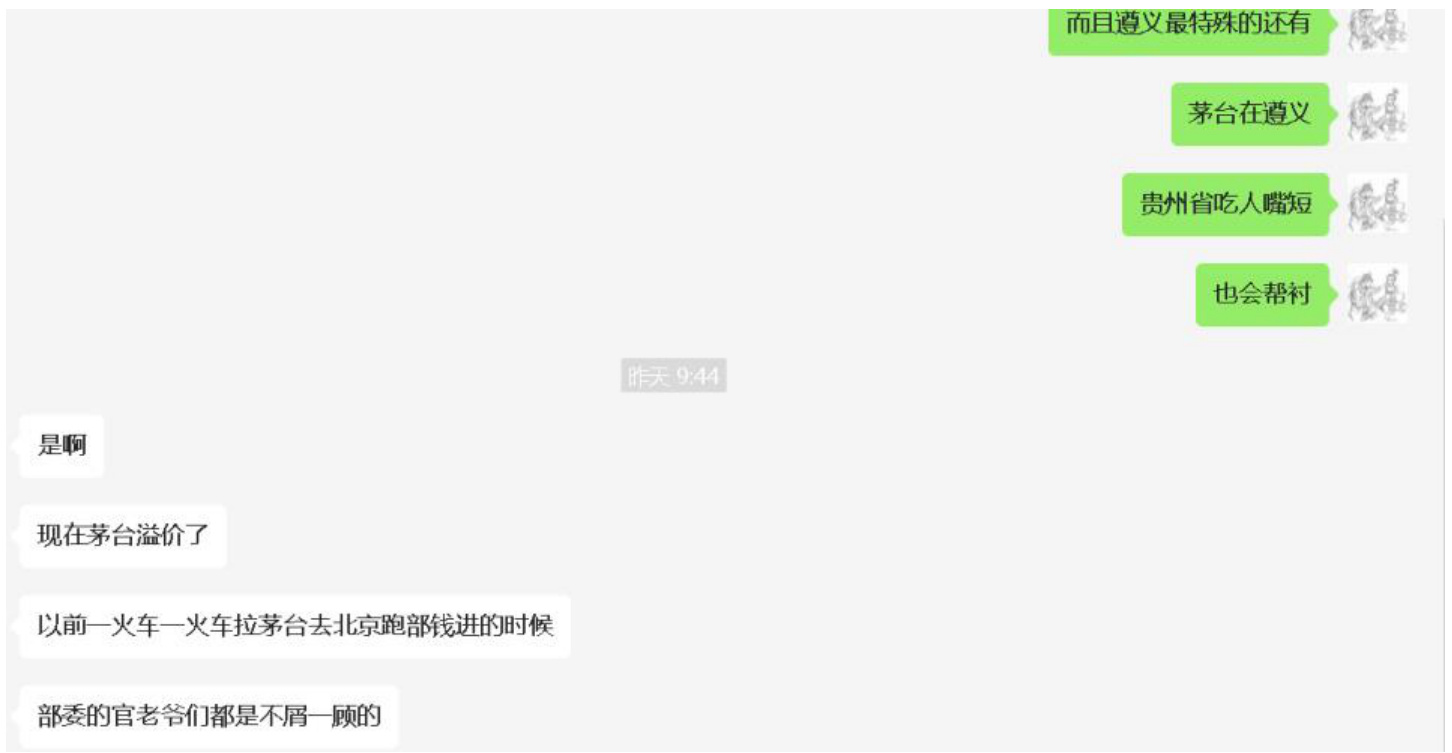 而且遵义最特殊的还有
茅台在遵义
贵州省吃人嘴短
也会帮衬
昨天 9:44
是啊
现在茅台溢价了
以前一火车一火车拉茅台去北京跑部钱进的时候
部委的官老爷们都是不屑一顾的